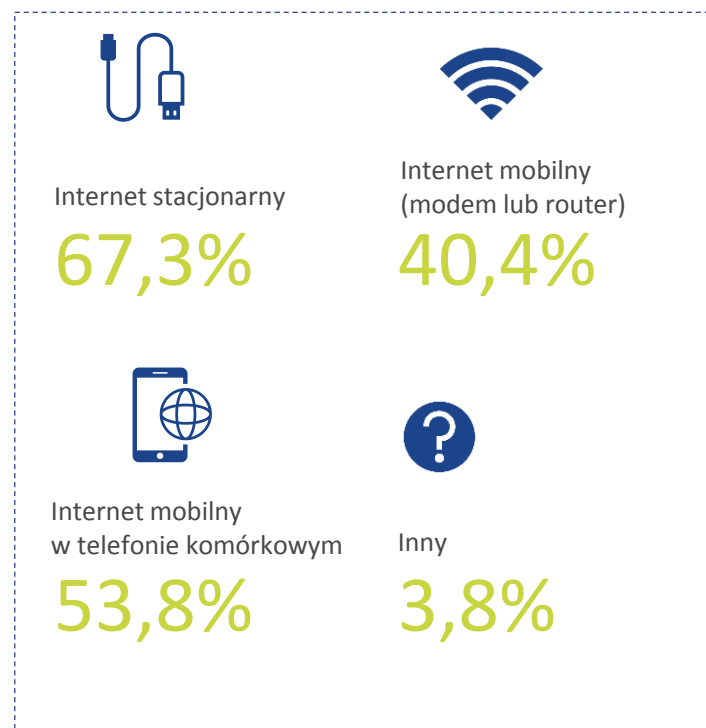 Internet stacjonarny
67,3%
Internet mobilny
(modem lub router)
40,4%
Internet mobilny
w telefonie komórkowym
53,8%
Inny
3,8%